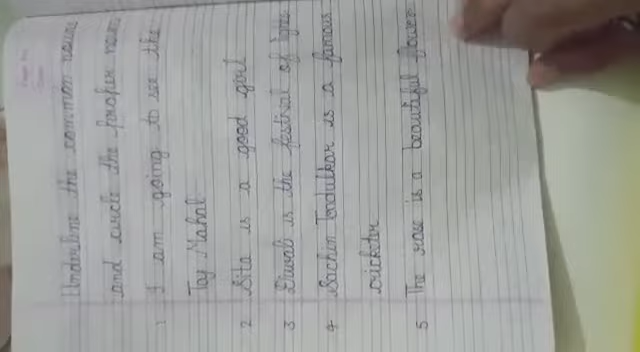 Underline the common nouns
and circle the proper noun
1 I am going to see the
Taj Mahal.
2 Sita is a good girl
3 Diwali is the festival of lights
4 Sachin Tendulkar is a famous
cricketer
5 The rose is a beautiful flower